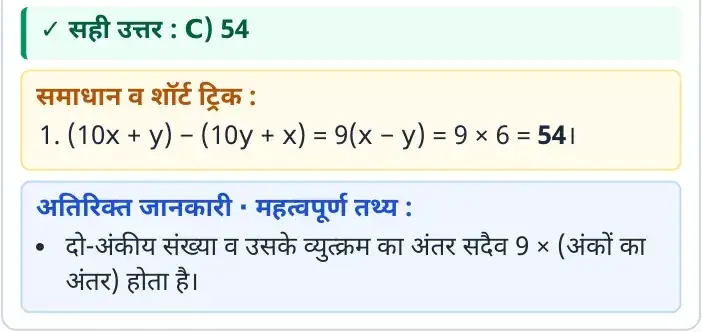 ✓ सही उत्तर : C) 54
समाधान व शॉर्ट ट्रिक :
1. (10x + y) − (10y + x) = 9(x − y) = 9 × 6 = 54।
अतिरिक्त जानकारी · महत्वपूर्ण तथ्य :
• दो-अंकीय संख्या व उसके व्युत्क्रम का अंतर सदैव 9 × (अंकों का
अंतर) होता है।